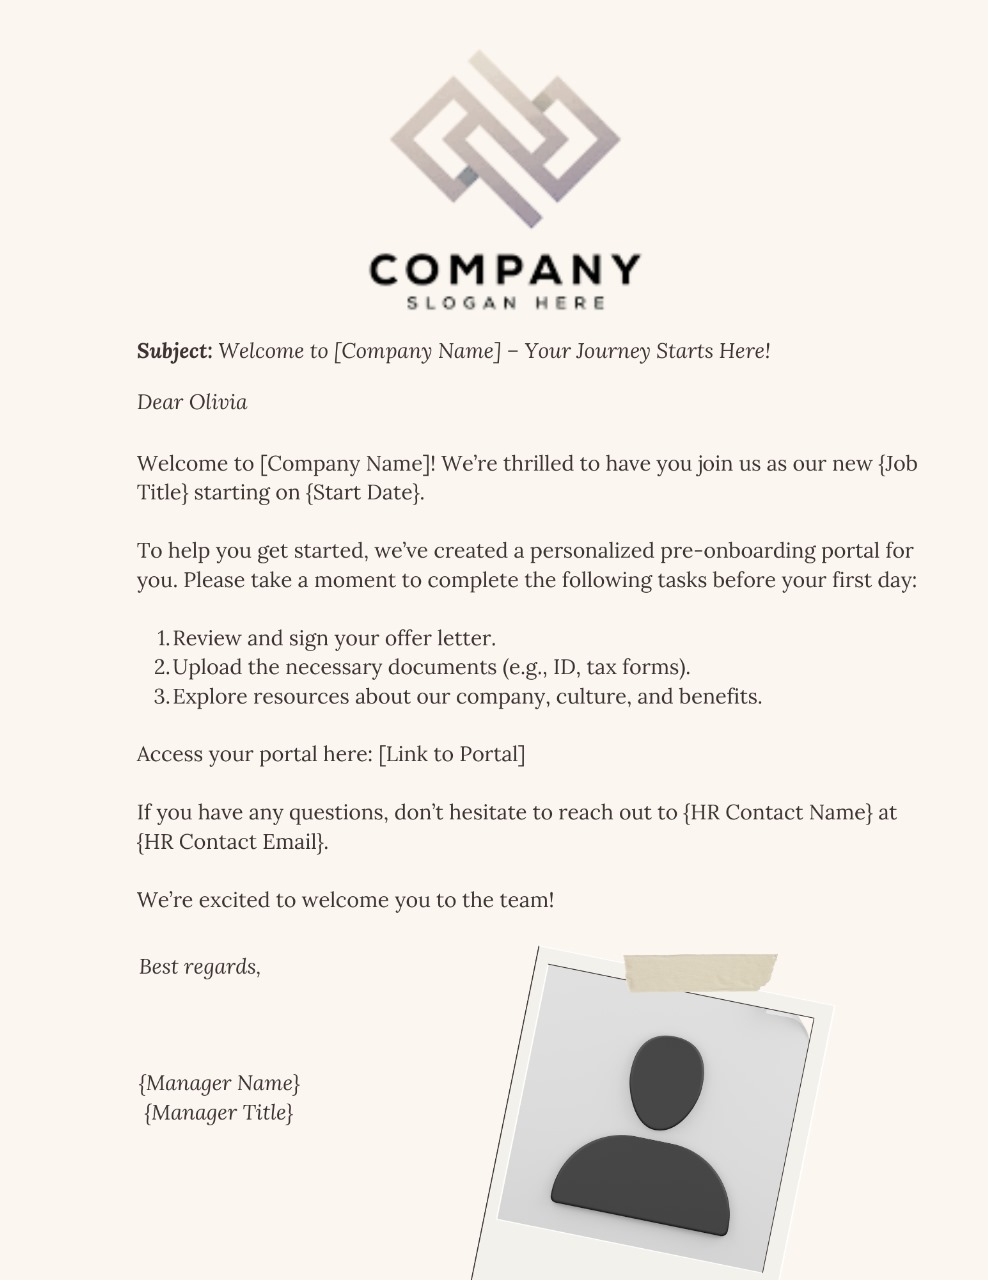 COMPANY
SLOGAN HERE
Subject: Welcome to [Company Name] – Your Journey Starts Here!
Dear Olivia
Welcome to [Company Name]! We’re thrilled to have you join us as our new {Job
Title} starting on {Start Date}.
To help you get started, we’ve created a personalized pre-onboarding portal for
you. Please take a moment to complete the following tasks before your first day:
1. Review and sign your offer letter.
2. Upload the necessary documents (e.g., ID, tax forms).
3. Explore resources about our company, culture, and benefits.
Access your portal here: [Link to Portal]
If you have any questions, don’t hesitate to reach out to {HR Contact Name} at
{HR Contact Email}.
We’re excited to welcome you to the team!
Best regards,
{Manager Name}
{Manager Title}